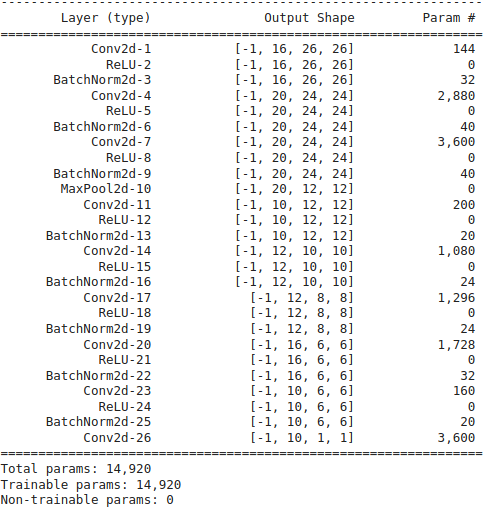 ----------------------------------------------------------------
Layer (type) Output Shape Param #
================================================================
Conv2d-1 [-1, 16, 26, 26] 144
ReLU-2 [-1, 16, 26, 26] 0
BatchNorm2d-3 [-1, 16, 26, 26] 32
Conv2d-4 [-1, 20, 24, 24] 2,880
ReLU-5 [-1, 20, 24, 24] 0
BatchNorm2d-6 [-1, 20, 24, 24] 40
Conv2d-7 [-1, 20, 24, 24] 3,600
ReLU-8 [-1, 20, 24, 24] 0
BatchNorm2d-9 [-1, 20, 24, 24] 40
MaxPool2d-10 [-1, 20, 12, 12] 0
Conv2d-11 [-1, 10, 12, 12] 200
ReLU-12 [-1, 10, 12, 12] 0
BatchNorm2d-13 [-1, 10, 12, 12] 20
Conv2d-14 [-1, 12, 10, 10] 1,080
ReLU-15 [-1, 12, 10, 10] 0
BatchNorm2d-16 [-1, 12, 10, 10] 24
Conv2d-17 [-1, 12, 8, 8] 1,296
ReLU-18 [-1, 12, 8, 8] 0
BatchNorm2d-19 [-1, 12, 8, 8] 24
Conv2d-20 [-1, 16, 6, 6] 1,728
ReLU-21 [-1, 16, 6, 6] 0
BatchNorm2d-22 [-1, 16, 6, 6] 32
Conv2d-23 [-1, 10, 6, 6] 160
ReLU-24 [-1, 10, 6, 6] 0
BatchNorm2d-25 [-1, 10, 6, 6] 20
Conv2d-26 [-1, 10, 1, 1] 3,600
================================================================
Total params: 14,920
Trainable params: 14,920
Non-trainable params: 0